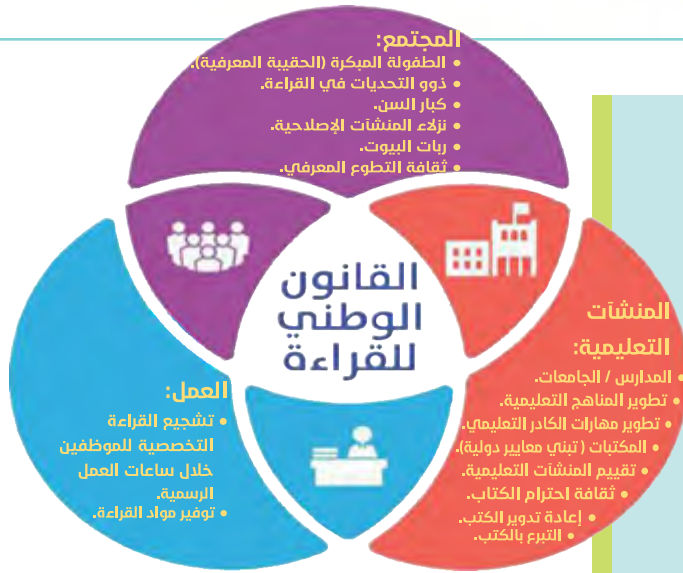 المجتمع:
• الطفولة المبكرة (الحقيبة المعرفية).
• ذوو التحديات في القراءة.
• كبار السن.
• نزلاء المنشآت الإصلاحية.
• ربات البيوت.
• ثقافة التطوع المعرفي.
القانون
الوطني
للقراءة
المنشآت
التعليمية:
• المدارس / الجامعات.
• تطوير المناهج التعليمية.
• تطوير مهارات الكادر التعليمي.
• المكتبات (تبني معايير دولية).
• تقييم المنشآت التعليمية.
• ثقافة احترام الكتاب.
• إعادة تدوير الكتب.
• التبرع بالكتب.
العمل:
• تشجيع القراءة
التخصصية للموظفين
خلال ساعات العمل
الرسمية.
• توفير مواد القراءة.